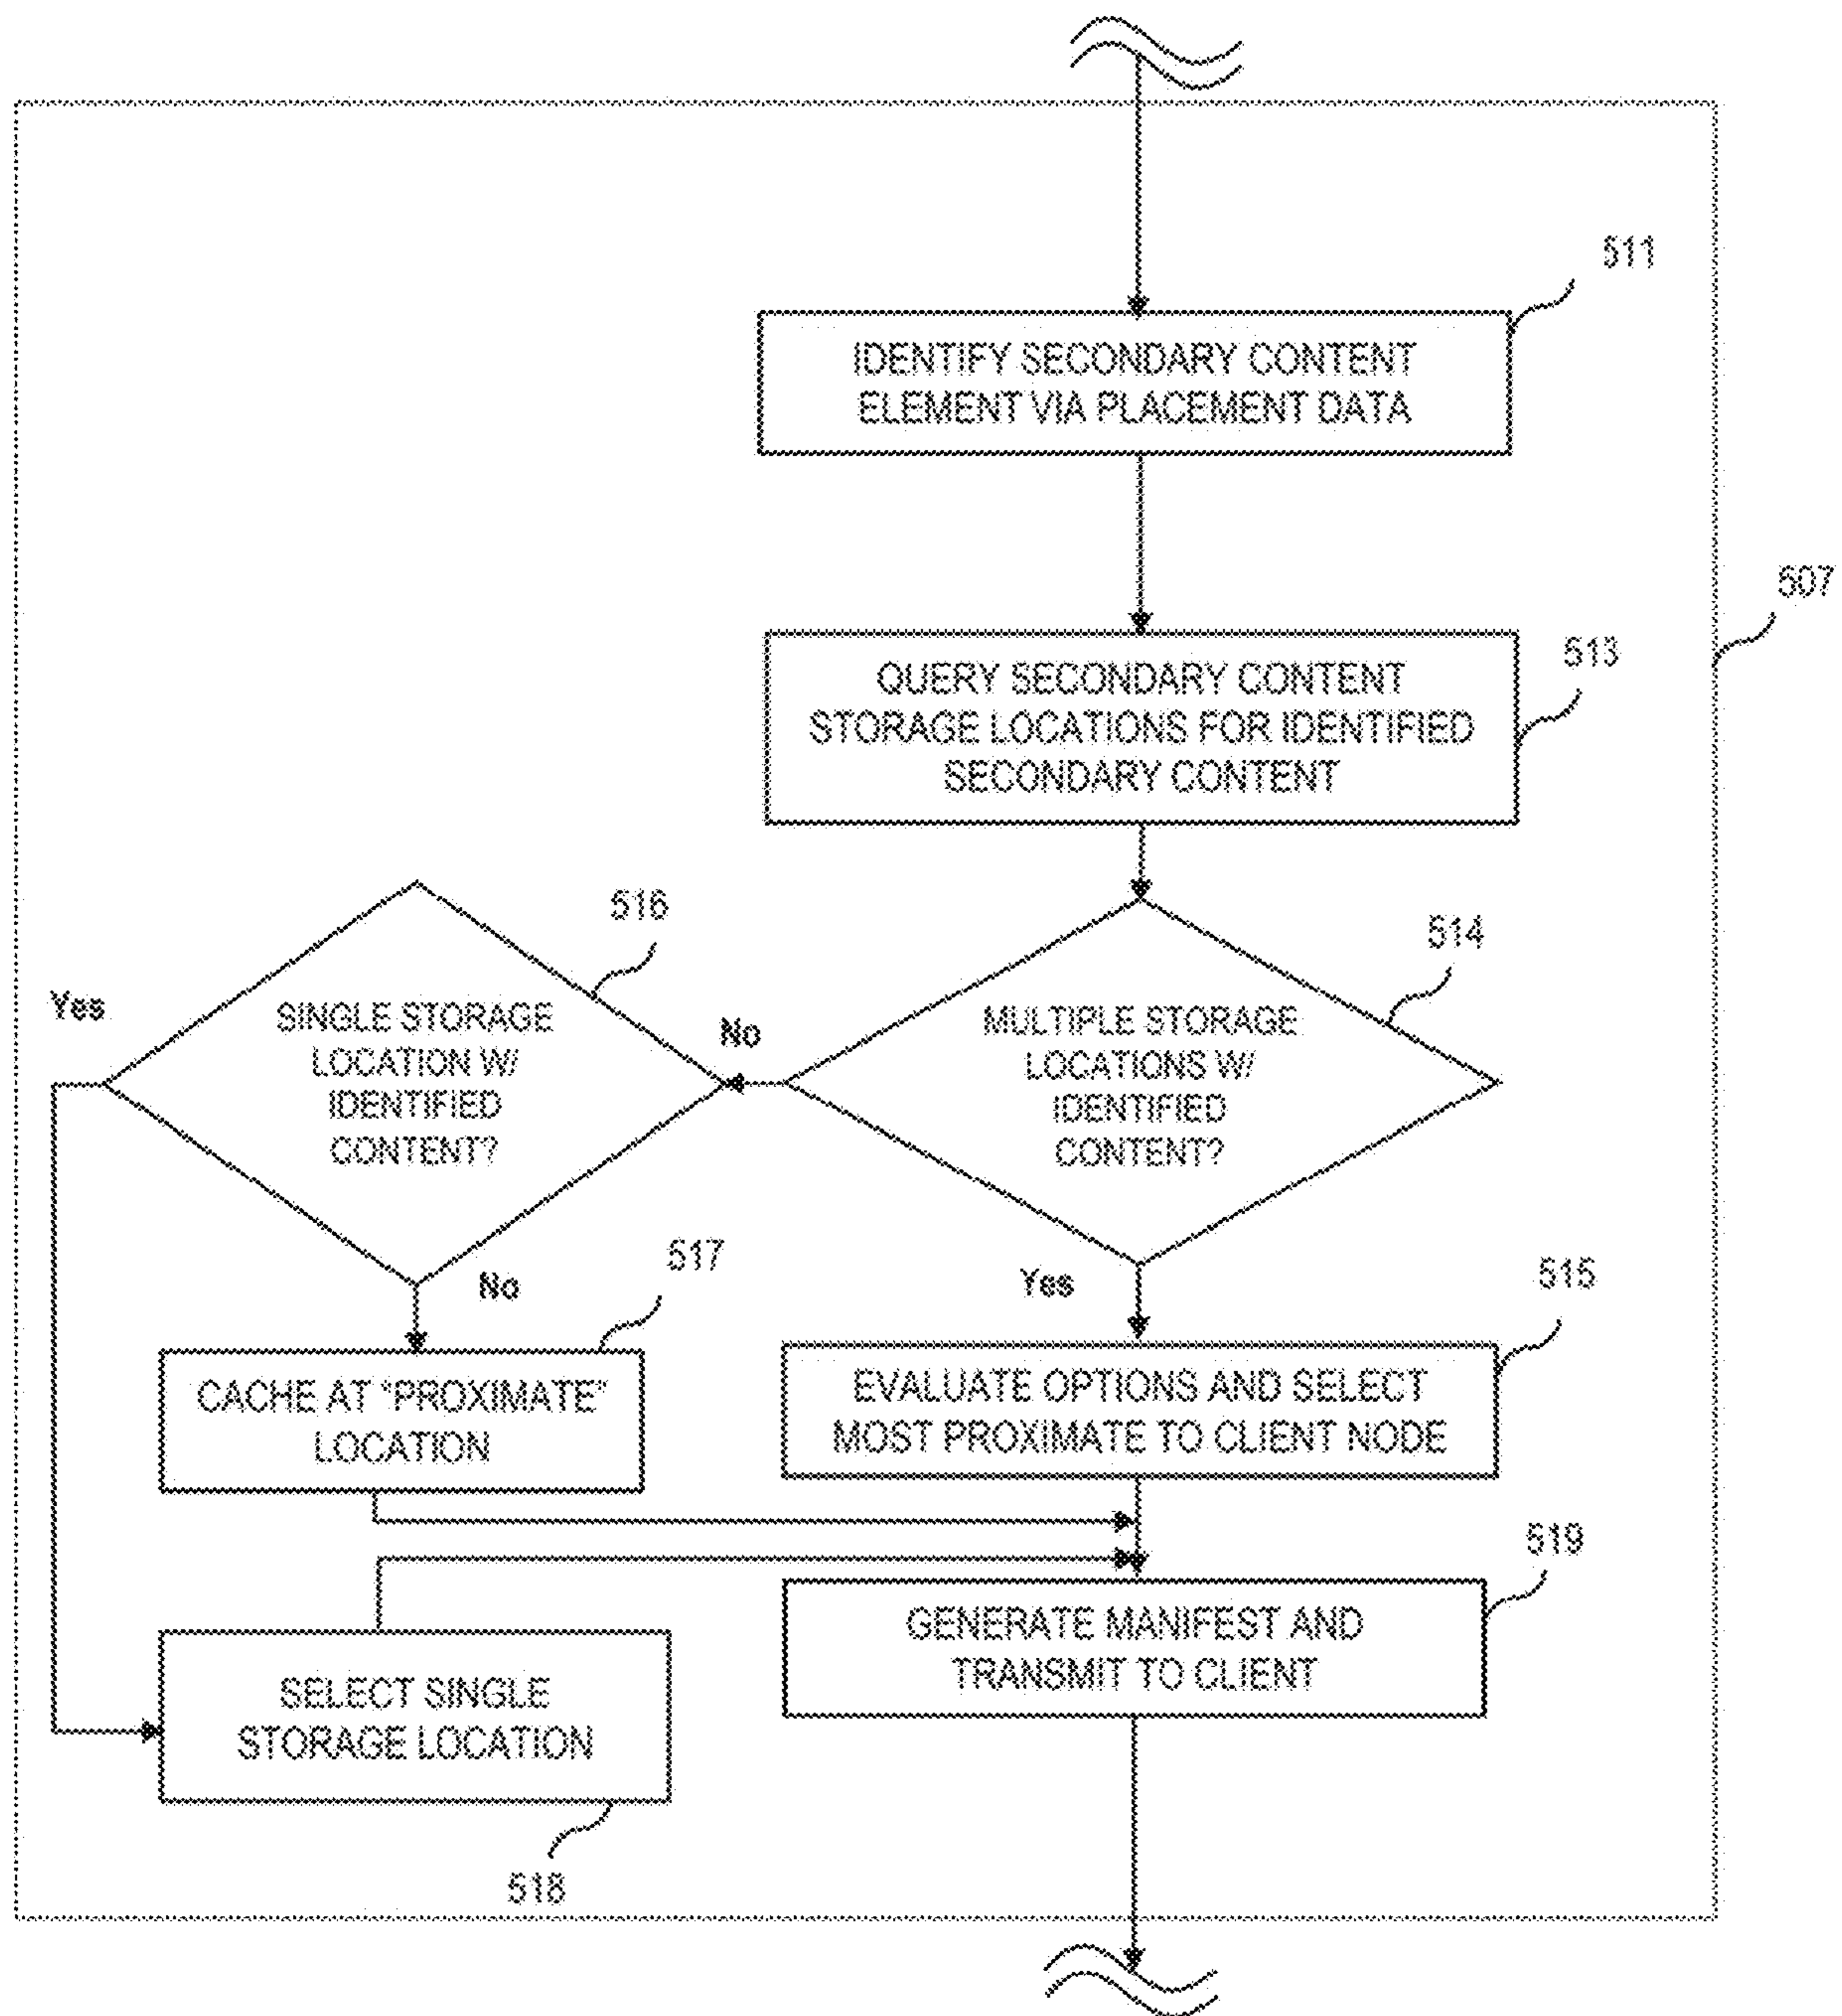 511
IDENTIFY SECONDARY CONTENT
ELEMENT VIA PLACEMENT DATA
507
513
QUERY SECONDARY CONTENT
STORAGE LOCATIONS FOR IDENTIFIED
SECONDARY CONTENT
516
514
Yes
SINGLE STORAGE
LOCATION W/
IDENTIFIED
CONTENT?
No
MULTIPLE STORAGE
LOCATIONS W/
IDENTIFIED
CONTENT?
517
No
Yes
515
CACHE AT "PROXIMATE"
LOCATION
EVALUATE OPTIONS AND SELECT
MOST PROXIMATE TO CLIENT NODE
519
GENERATE MANIFEST AND
TRANSMIT TO CLIENT
SELECT SINGLE
STORAGE LOCATION
518